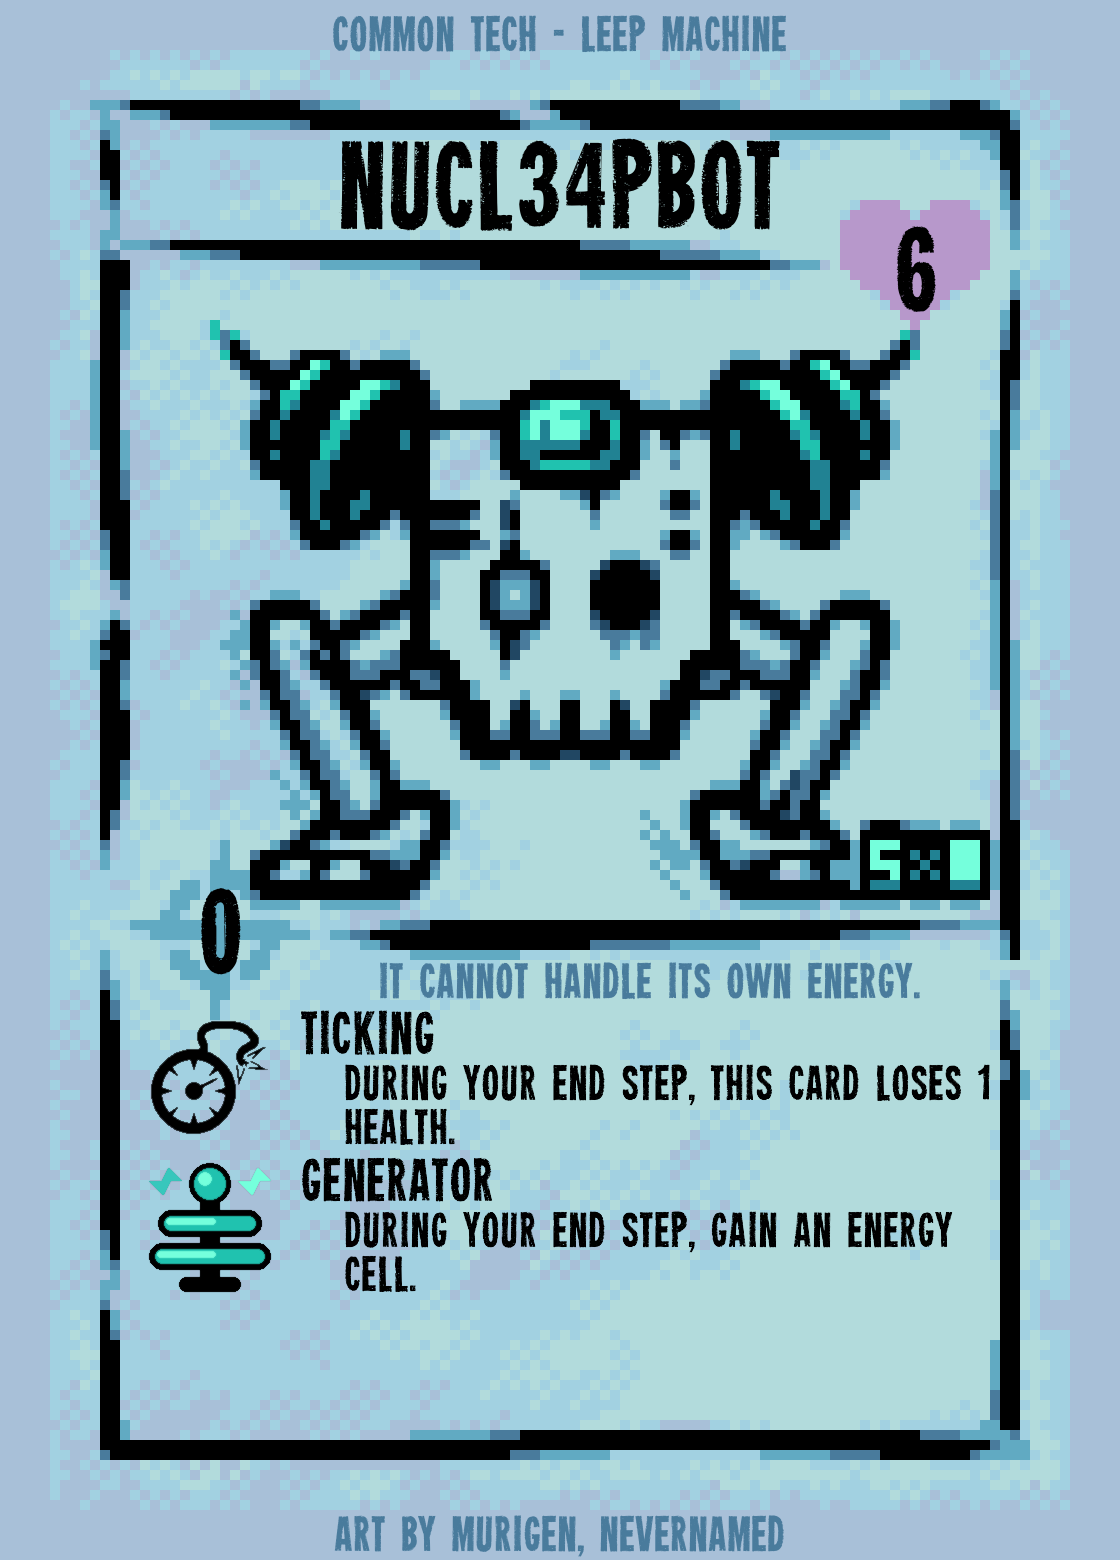 COMMON TECH - LEEP MACHINE
NUCL34PBOT
6
5x
0
IT CANNOT HANDLE ITS OWN ENERGY.
TICKING
DURING YOUR END STEP, THIS CARD LOSES 1
HEALTH.
GENERATOR
DURING YOUR END STEP, GAIN AN ENERGY
CELL.
ART BY MURIGEN, NEVERNAMED